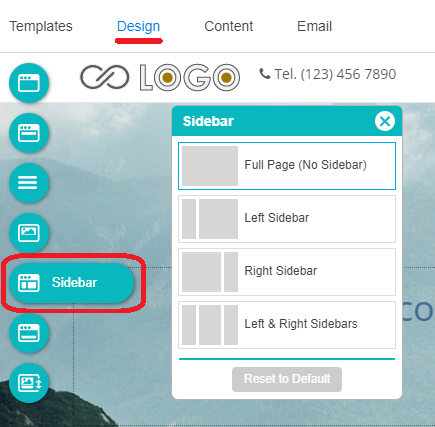 Templates Design Content Email
LOGO Tel. (123) 456 7890
Sidebar
Full Page (No Sidebar)
Left Sidebar
Right Sidebar
Sidebar
Left & Right Sidebars
co
Reset to Default